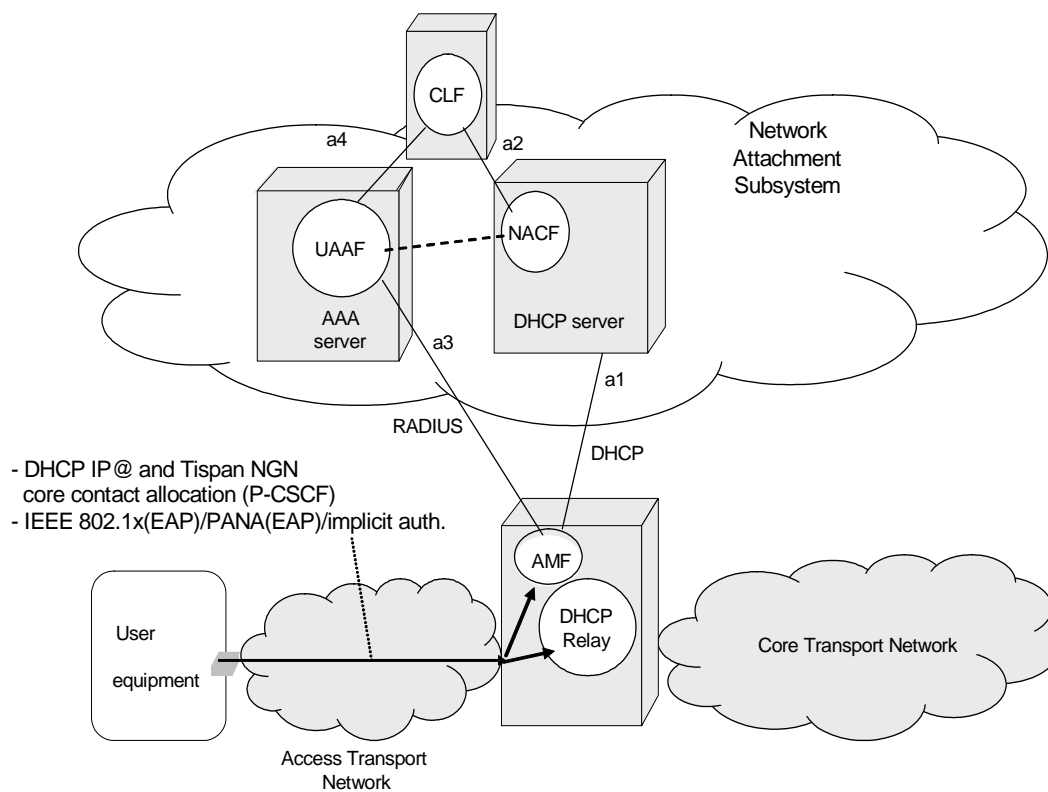 CLF
a4
a2
Network
Attachment
Subsystem
UAAF
NACF
AAA
server
DHCP server
a3
a1
RADIUS
DHCP
- DHCP IP@ and Tispan NGN
core contact allocation (P-CSCF)
- IEEE 802.1x(EAP)/PANA(EAP)/implicit auth.
AMF
DHCP
Relay
User
equipment
Core Transport Network
Access Transport
Network